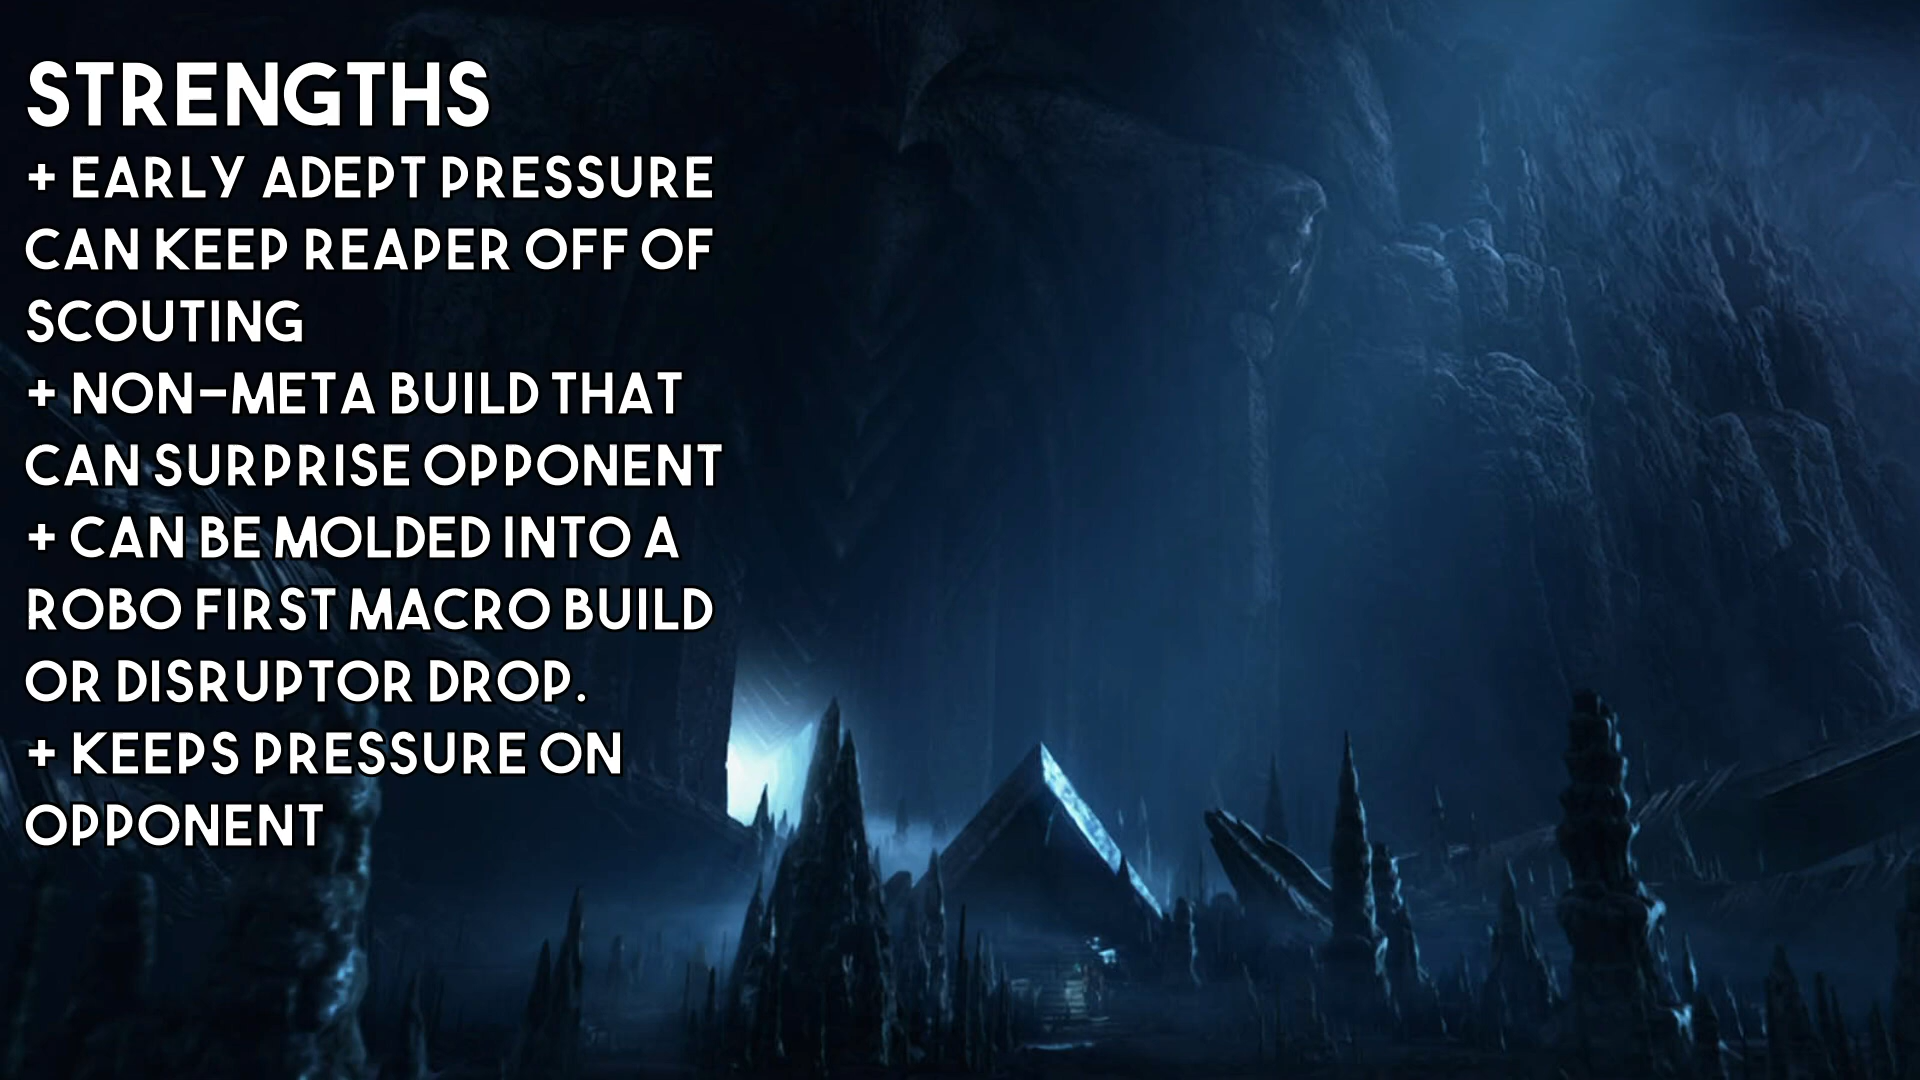 STRENGTHS
+ EARLY ADEPT PRESSURE
CAN KEEP REAPER OFF OF
SCOUTING
+ NON-META BUILD THAT
CAN SURPRISE OPPONENT
+ CAN BE MOLDED INTO A
ROBO FIRST MACRO BUILD
OR DISRUPTOR DROP.
+ KEEPS PRESSURE ON
OPPONENT